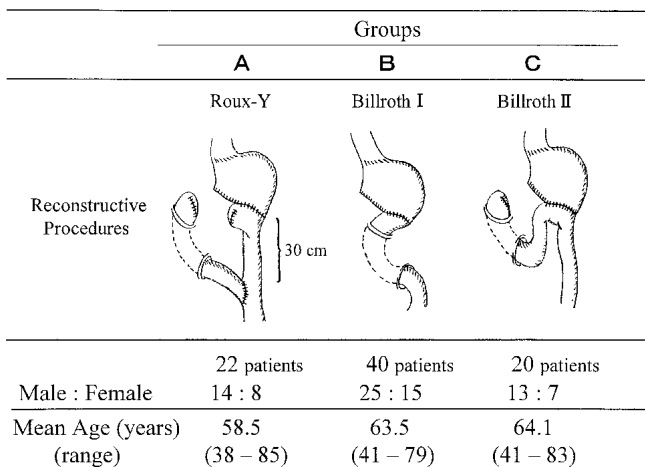 Groups
A B C
Roux-Y Billroth I Billroth II
Reconstructive
Procedures
30 cm
22 patients 40 patients 20 patients
Male : Female 14 : 8 25 : 15 13 : 7
Mean Age (years) 58.5 63.5 64.1
(range) (38 – 85) (41 – 79) (41 – 83)